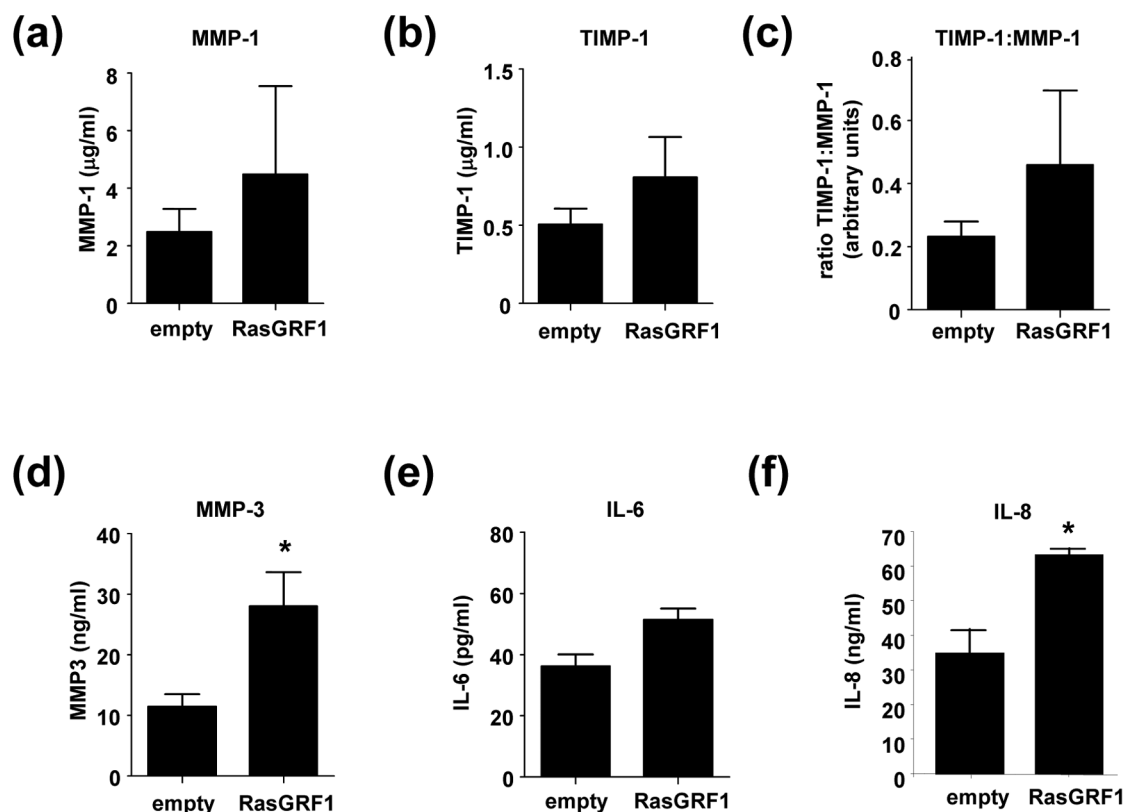 (a)
MMP-1
MMP-1 (µg/ml)
8
6
4
2
0
empty RasGRF1
(b)
TIMP-1
TIMP-1 (µg/ml)
1.5
1.0
0.5
0
empty RasGRF1
(c)
TIMP-1:MMP-1
ratio TIMP-1:MMP-1
(arbitrary units)
0.8
0.6
0.4
0.2
0
empty RasGRF1
(d)
MMP-3
MMP3 (ng/ml)
40
30
20
10
0
*
empty RasGRF1
(e)
IL-6
IL-6 (pg/ml)
80
60
40
20
0
empty RasGRF1
(f)
IL-8
IL-8 (ng/ml)
70
60
50
40
30
20
10
0
*
empty RasGRF1